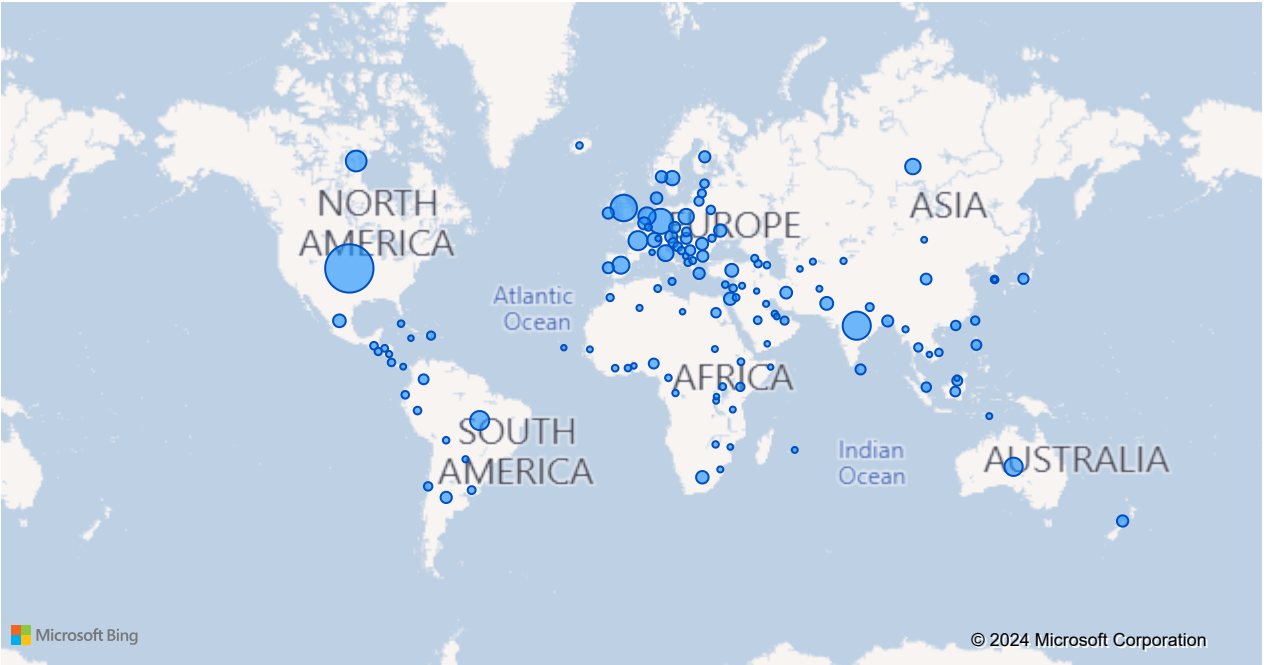 NORTH
AMERICA
EUROPE
ASIA
Atlantic
Ocean
AFRICA
SOUTH
AMERICA
Indian
Ocean
AUSTRALIA
Microsoft Bing
© 2024 Microsoft Corporation